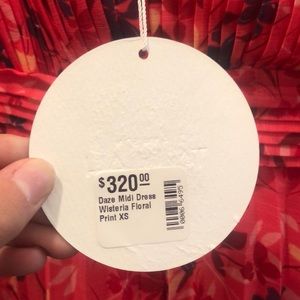 $320.00
Daze Midi Dress
Wisteria Floral
Print XS